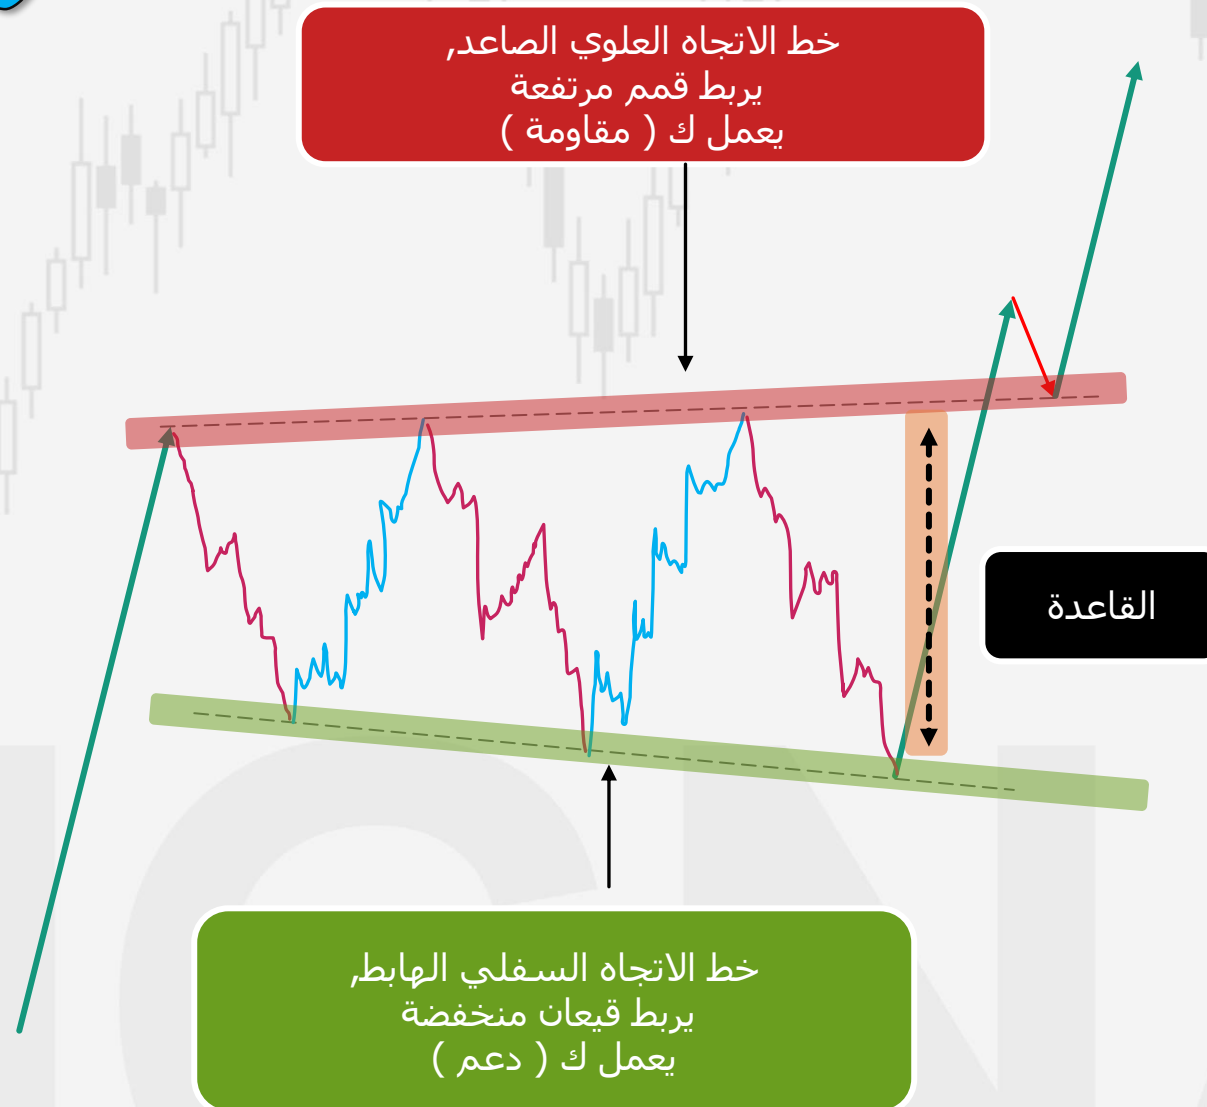 خط الاتجاه العلوي الصاعد,
يربط قمم مرتفعة
يعمل ك ( مقاومة )
القاعدة
خط الاتجاه السفلي الهابط,
يربط قيعان منخفضة
يعمل ك ( دعم )